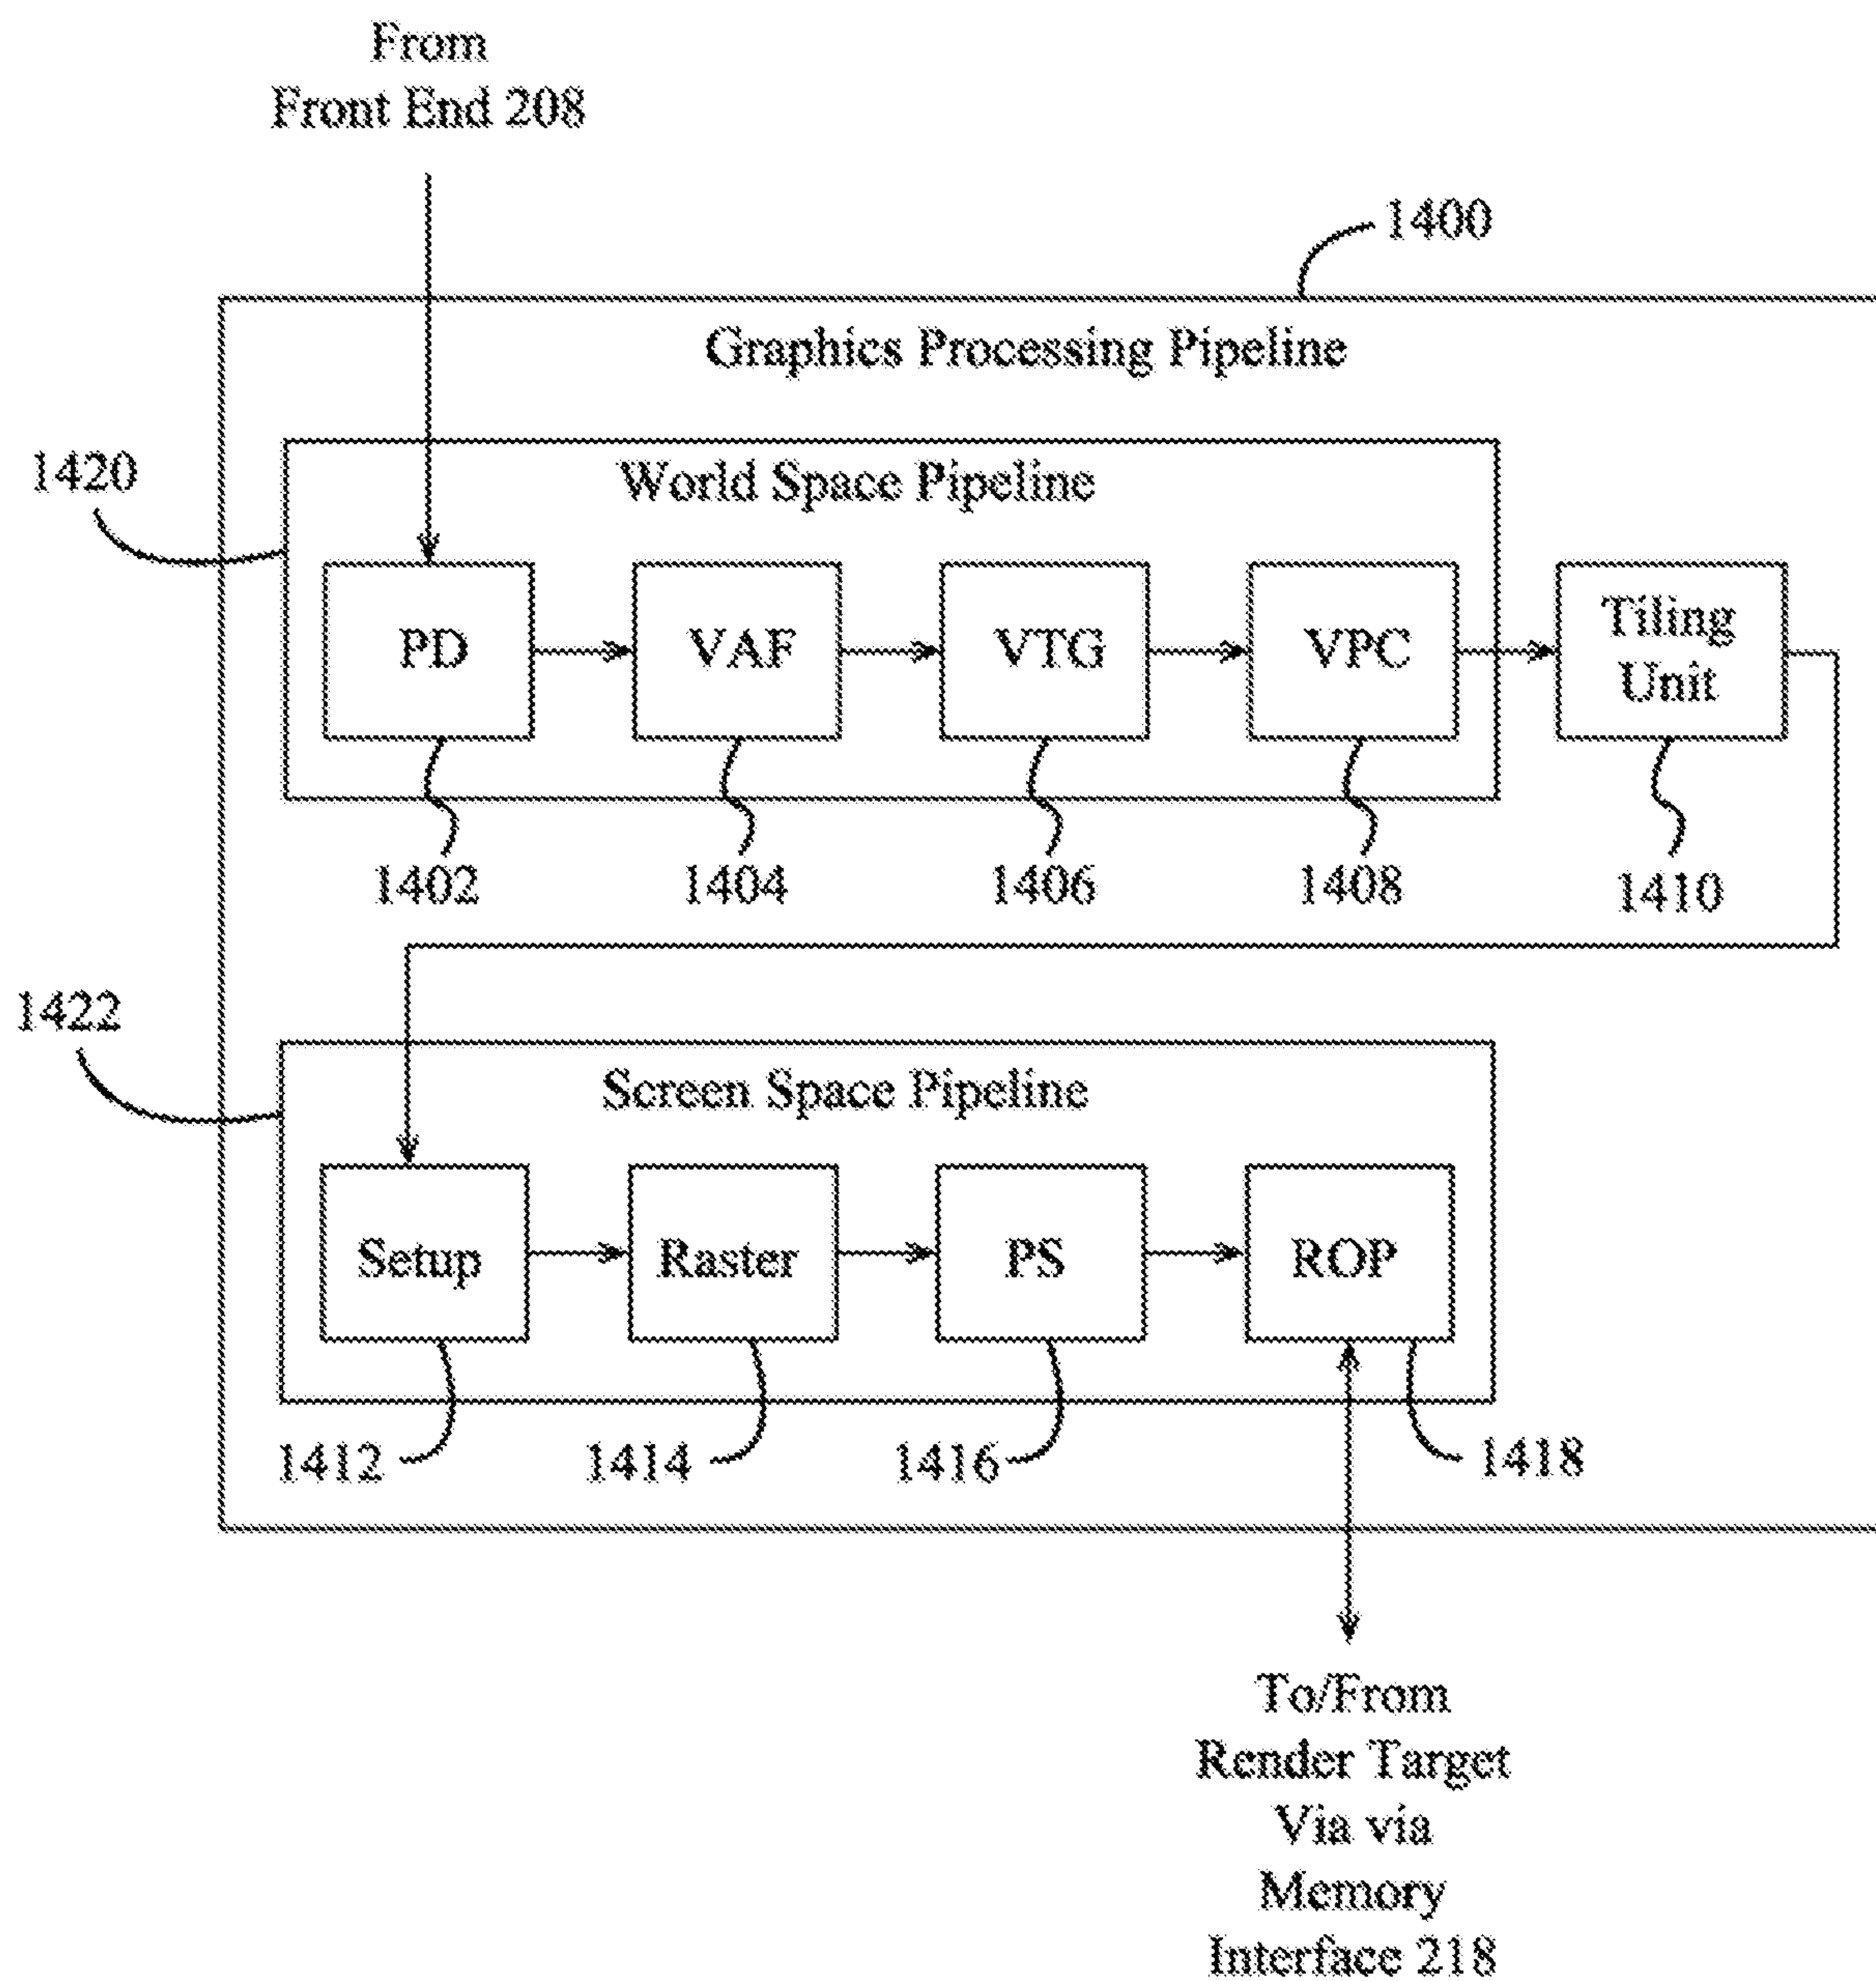 From
Front End 208
1400
Graphics Processing Pipeline
1420
World Space Pipeline
PD
VAF
VTG
VPC
Tiling
Unit
1402
1404
1406
1408
1410
1422
Screen Space Pipeline
Setup
Raster
PS
ROP
1412
1414
1416
1418
To/From
Render Target
Via via
Memory
Interface 218